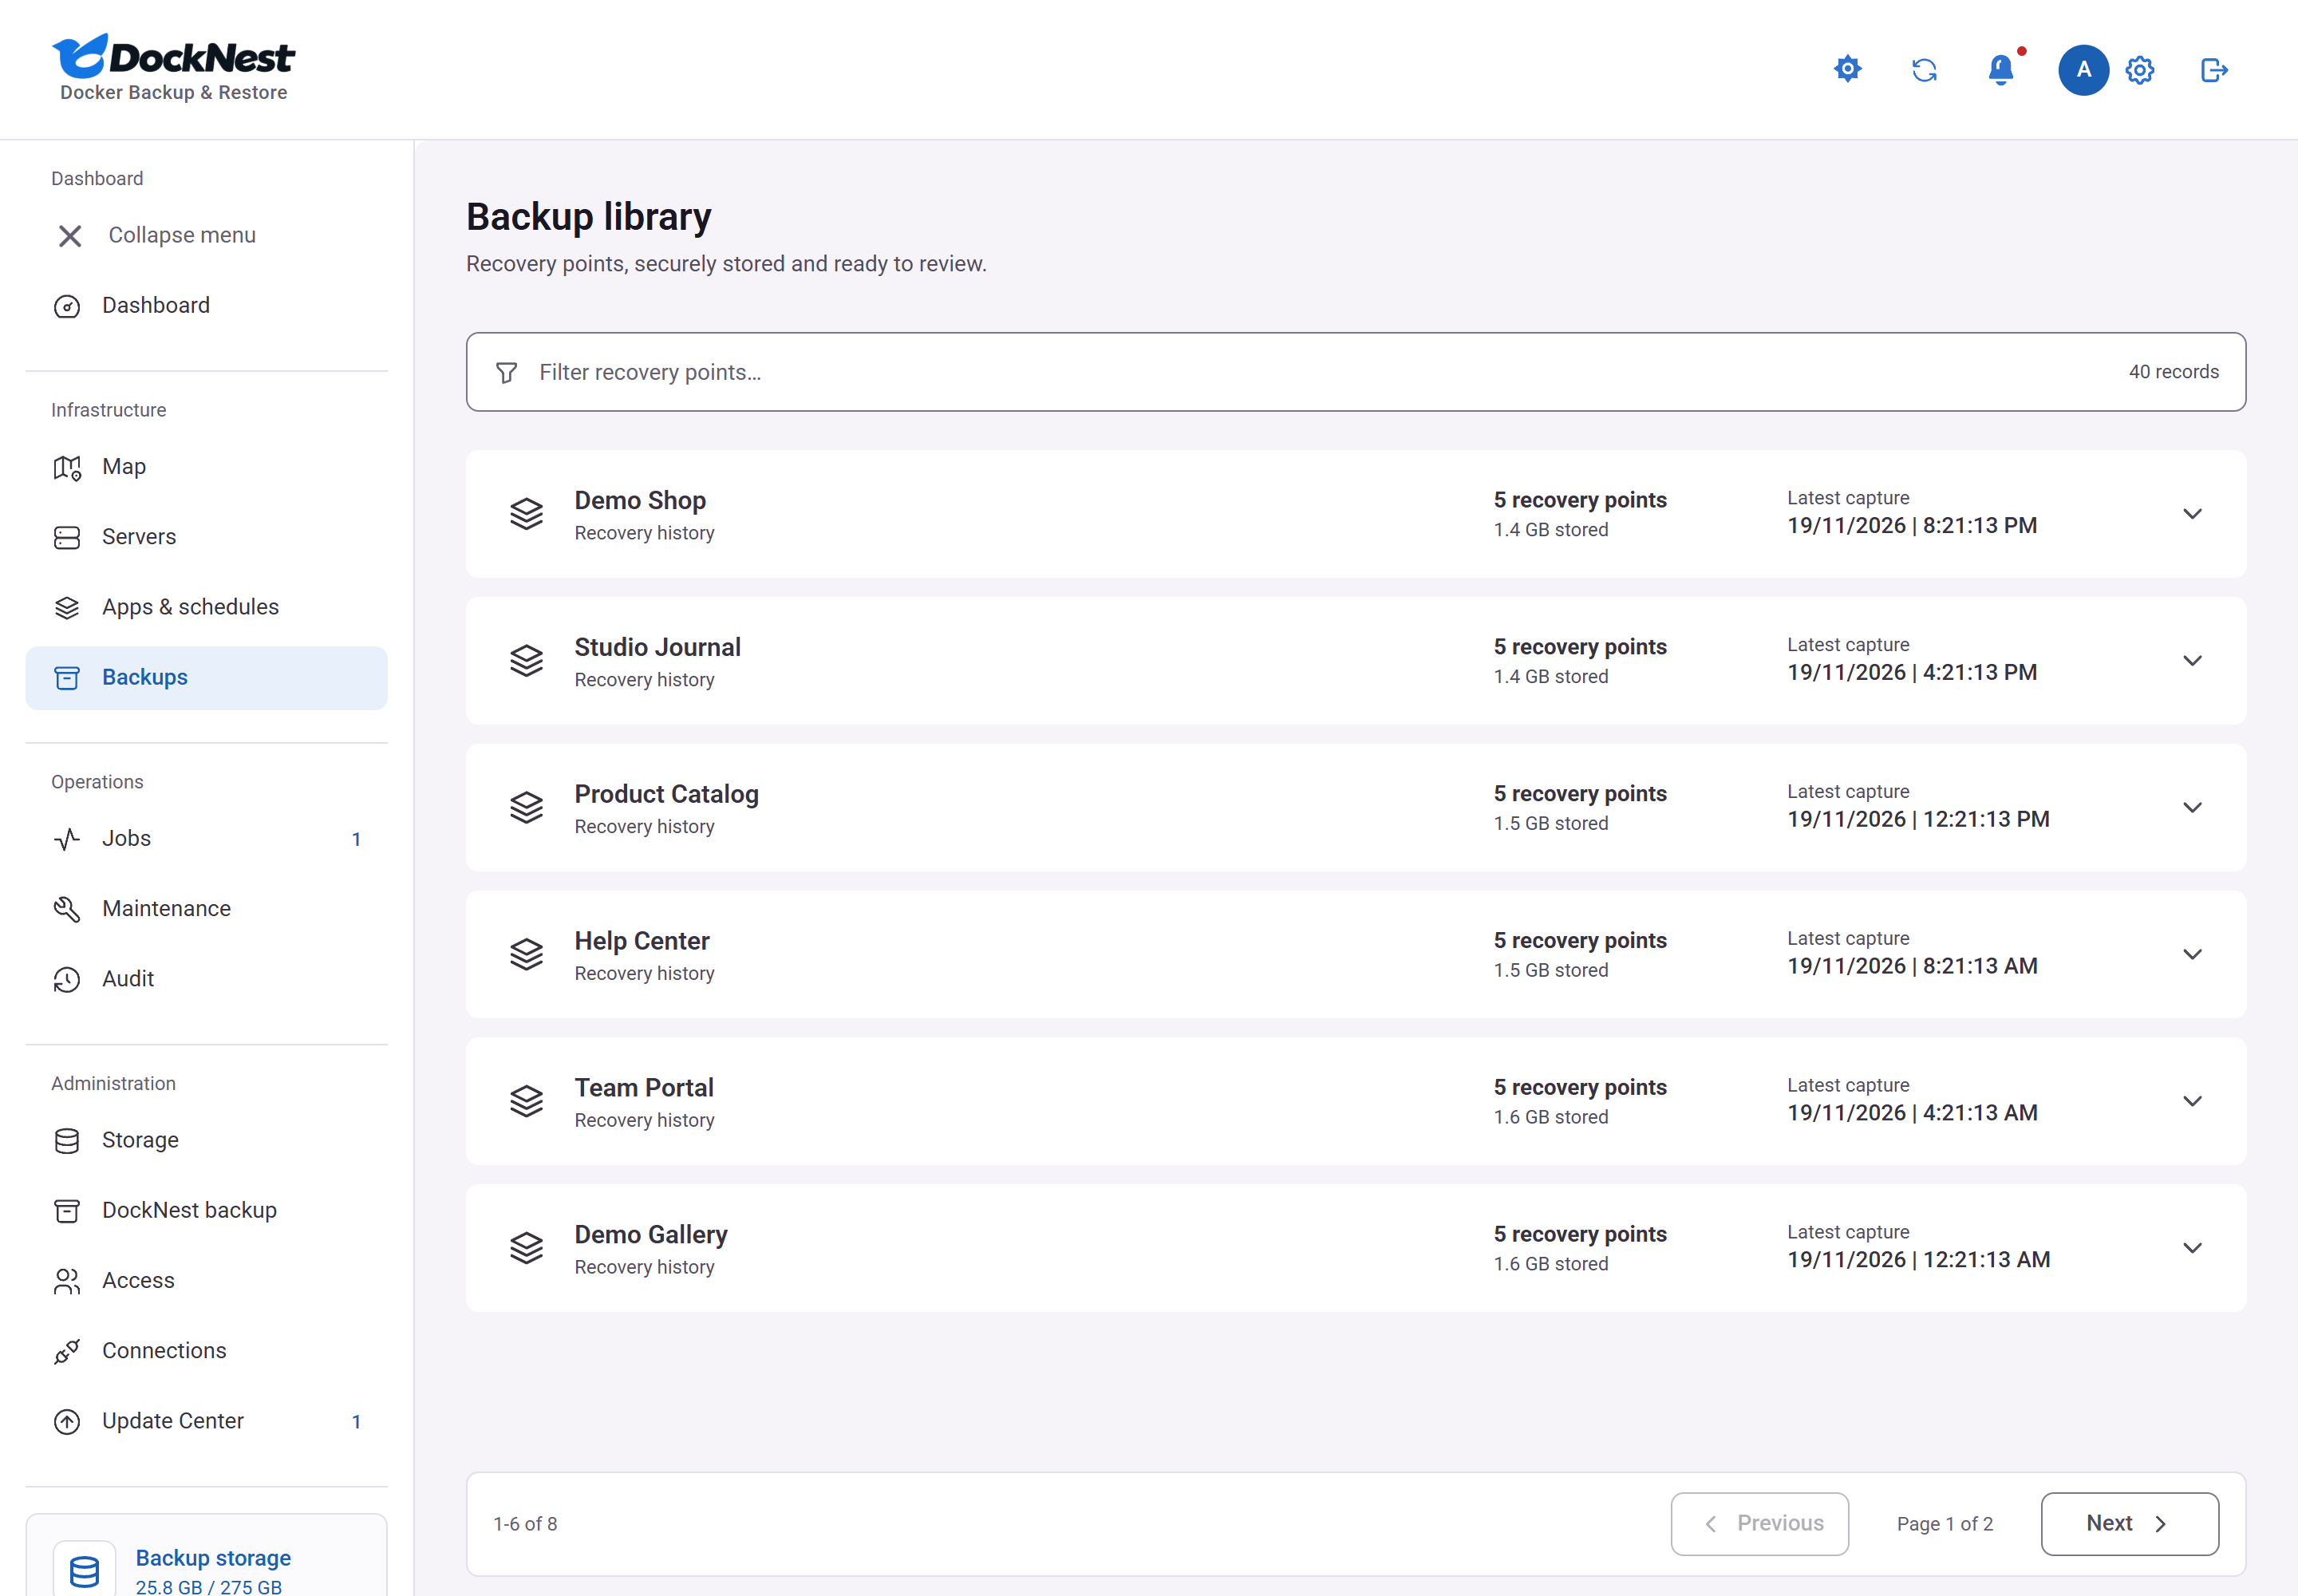 DockNest
Docker Backup & Restore
A
Dashboard
Collapse menu
Dashboard
Infrastructure
Map
Servers
Apps & schedules
Backups
Operations
Jobs 1
Maintenance
Audit
Administration
Storage
DockNest backup
Access
Connections
Update Center 1
Backup storage
25.8 GB / 275 GB
Backup library
Recovery points, securely stored and ready to review.
Filter recovery points... 40 records
Demo Shop
Recovery history
5 recovery points
1.4 GB stored
Latest capture
19/11/2026 | 8:21:13 PM
Studio Journal
Recovery history
5 recovery points
1.4 GB stored
Latest capture
19/11/2026 | 4:21:13 PM
Product Catalog
Recovery history
5 recovery points
1.5 GB stored
Latest capture
19/11/2026 | 12:21:13 PM
Help Center
Recovery history
5 recovery points
1.5 GB stored
Latest capture
19/11/2026 | 8:21:13 AM
Team Portal
Recovery history
5 recovery points
1.6 GB stored
Latest capture
19/11/2026 | 4:21:13 AM
Demo Gallery
Recovery history
5 recovery points
1.6 GB stored
Latest capture
19/11/2026 | 12:21:13 AM
1-6 of 8
Previous
Page 1 of 2
Next